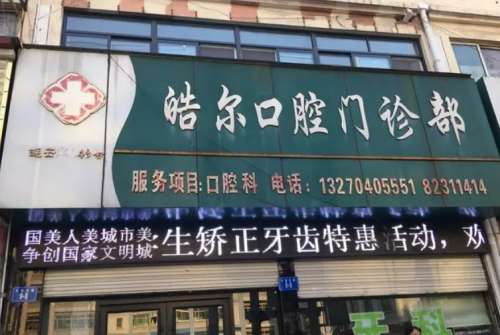 皓尔口腔门诊部
服务项目:口腔科 电话: 13270405551 82311414
国美人美城市美
争创国家文明城
生矫正牙齿特惠活动,欢
牙科